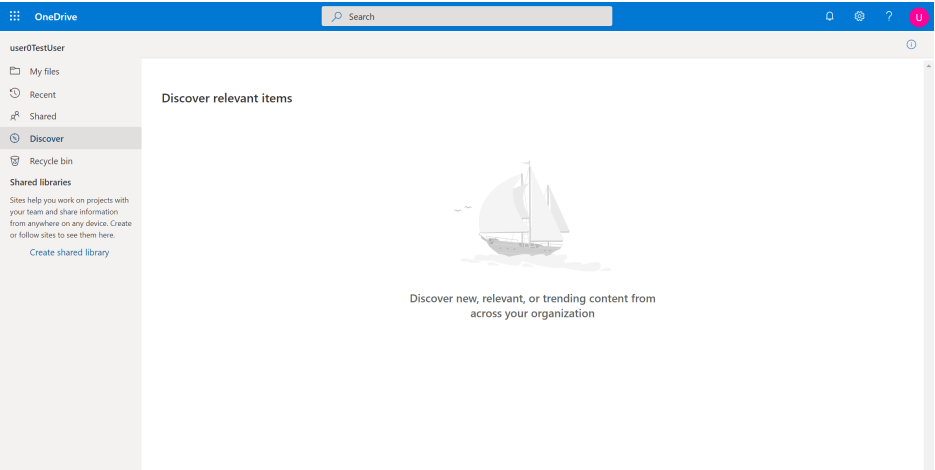 OneDrive
Search
?
U
user0TestUser
My files
Recent
Shared
Discover
Recycle bin
Shared libraries
Sites help you work on projects with
your team and share information
from anywhere on any device. Create
or follow sites to see them here.
Create shared library
Discover relevant items
Discover new, relevant, or trending content from
across your organization